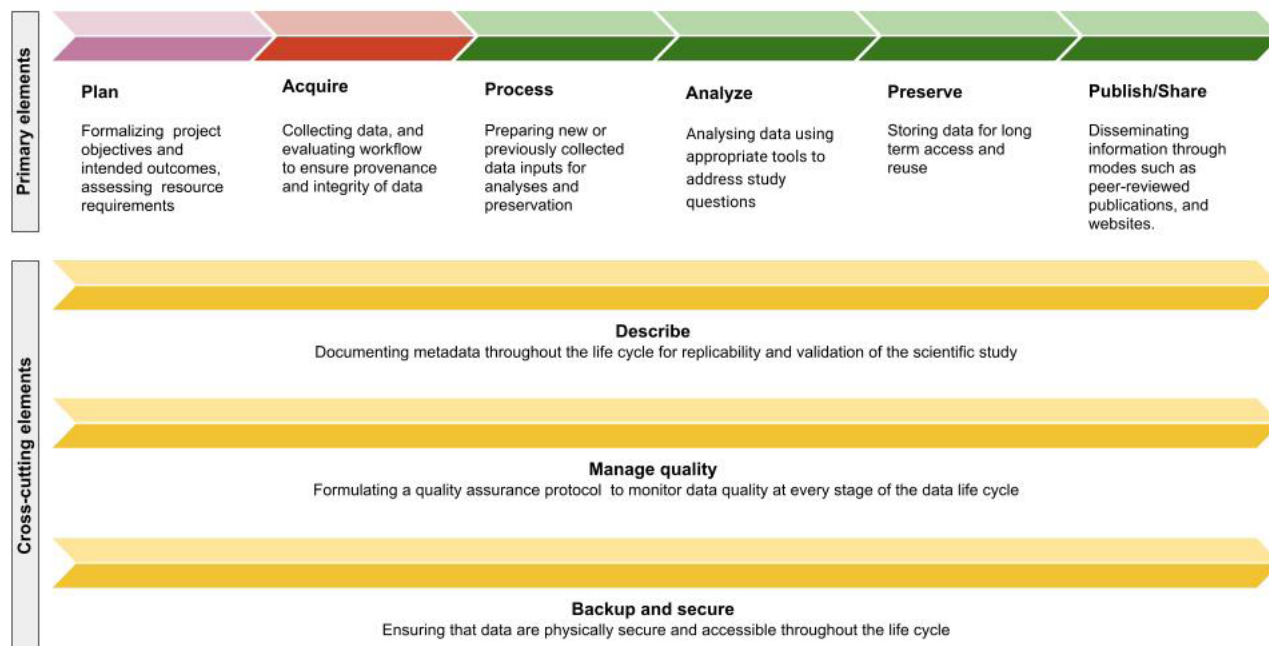 Primary elements
Plan
Formalizing project
objectives and
intended outcomes,
assessing resource
requirements
Acquire
Collecting data, and
evaluating workflow
to ensure provenance
and integrity of data
Process
Preparing new or
previously collected
data inputs for
analyses and
preservation
Analyze
Analysing data using
appropriate tools to
address study
questions
Preserve
Storing data for long
term access and
reuse
Publish/Share
Disseminating
information through
modes such as
peer-reviewed
publications, and
websites.
Cross-cutting elements
Describe
Documenting metadata throughout the life cycle for replicability and validation of the scientific study
Manage quality
Formulating a quality assurance protocol to monitor data quality at every stage of the data life cycle
Backup and secure
Ensuring that data are physically secure and accessible throughout the life cycle